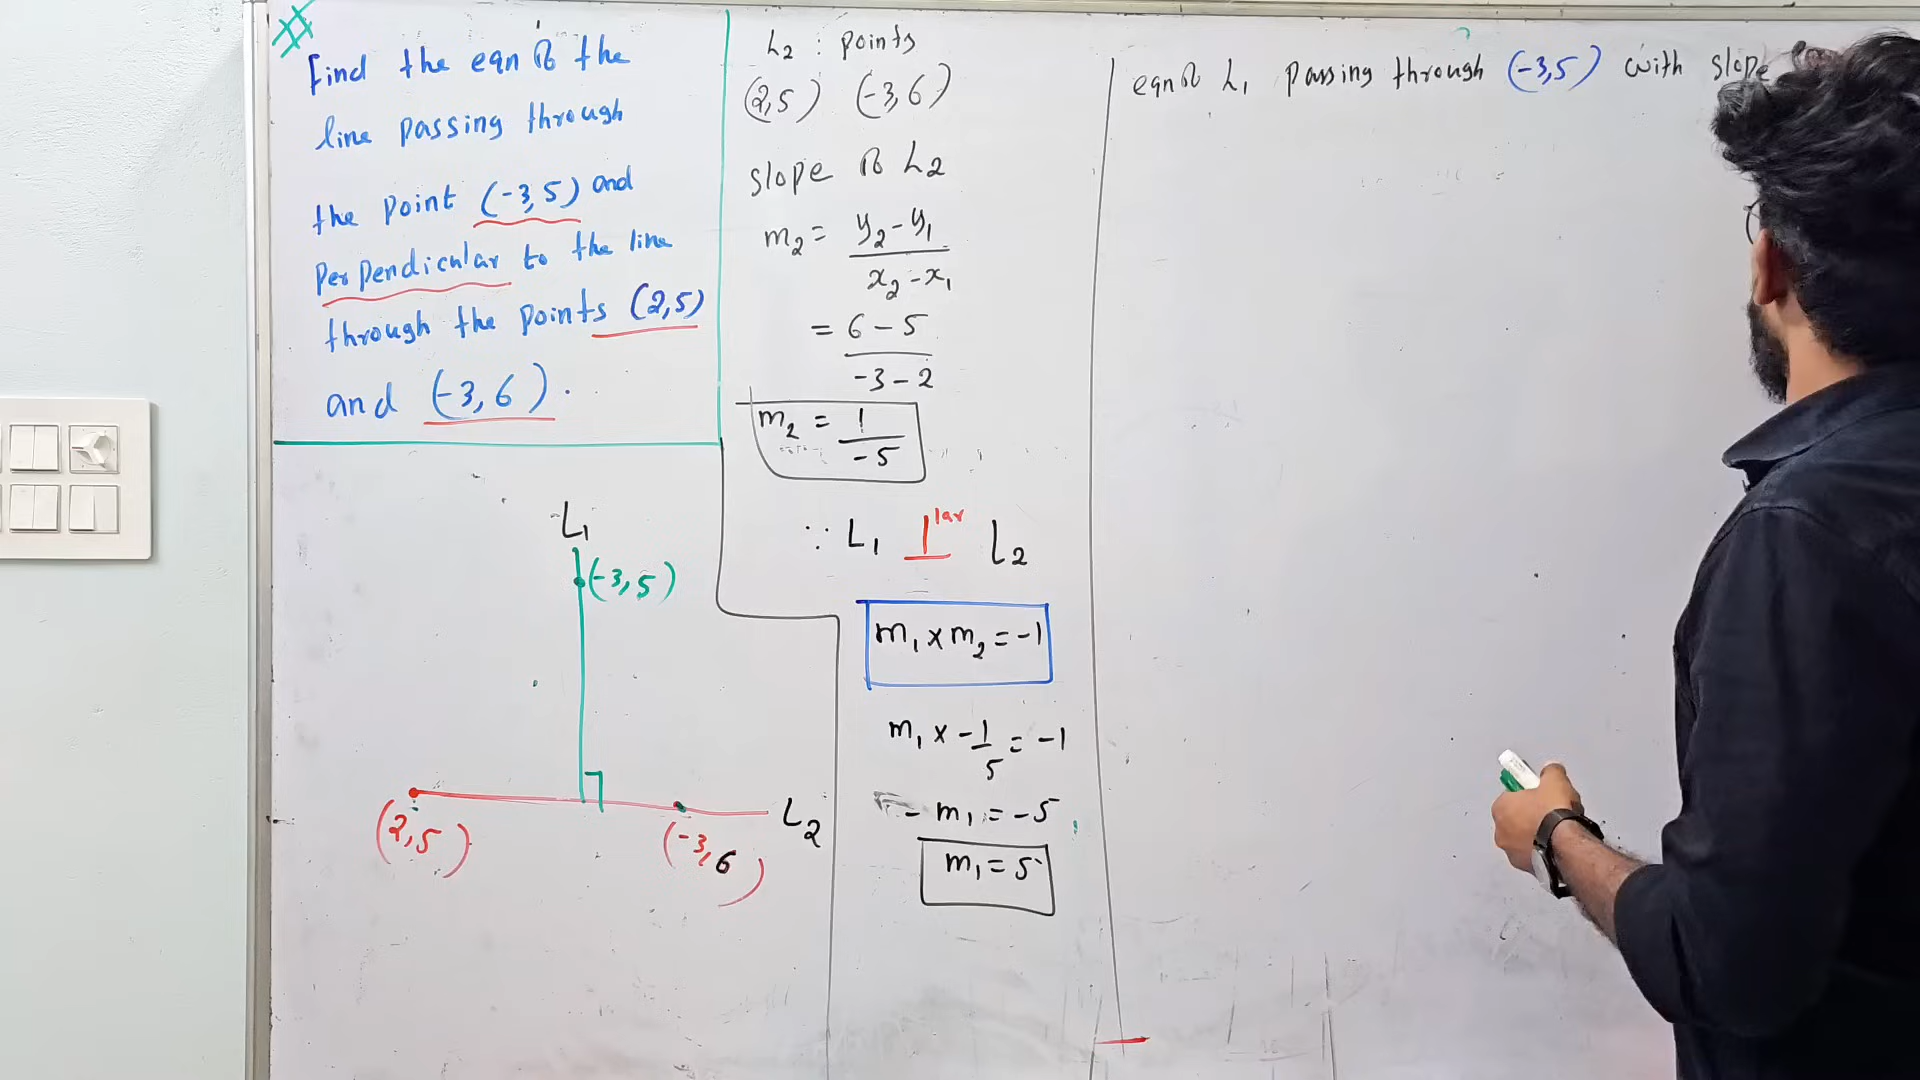 #
Find the eqn of the
line passing through
the point (-3,5) and
perpendicular to the line
through the points (2,5)
and (-3,6).
L1
(-3,5)
L2
(2,5)
(-3,6)
L2 : points
(2,5) (-3,6)
slope of L2
m2 = y2-y1
x2-x1
= 6-5
-3-2
m2 = 1
-5
∵ L1 ⊥lar L2
m1 x m2 = -1
m1 x -1/5 = -1
- m1 = -5
m1 = 5
eqn of L1 passing through (-3,5) with slope